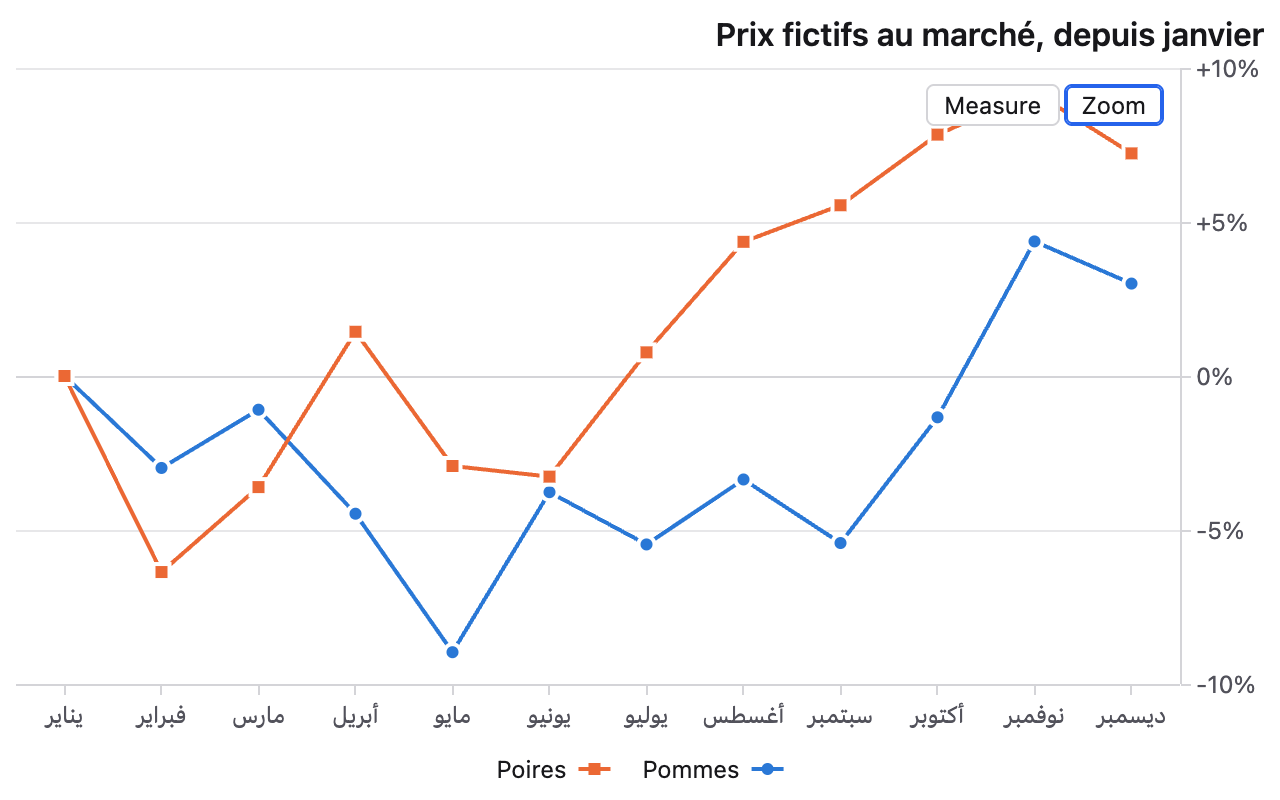 Prix fictifs au marché, depuis janvier
Measure
Zoom
+10%
+5%
0%
-5%
-10%
يناير
فبراير
مارس
أبريل
مايو
يونيو
يوليو
أغسطس
سبتمبر
أكتوبر
نوفمبر
ديسمبر
Poires
Pommes